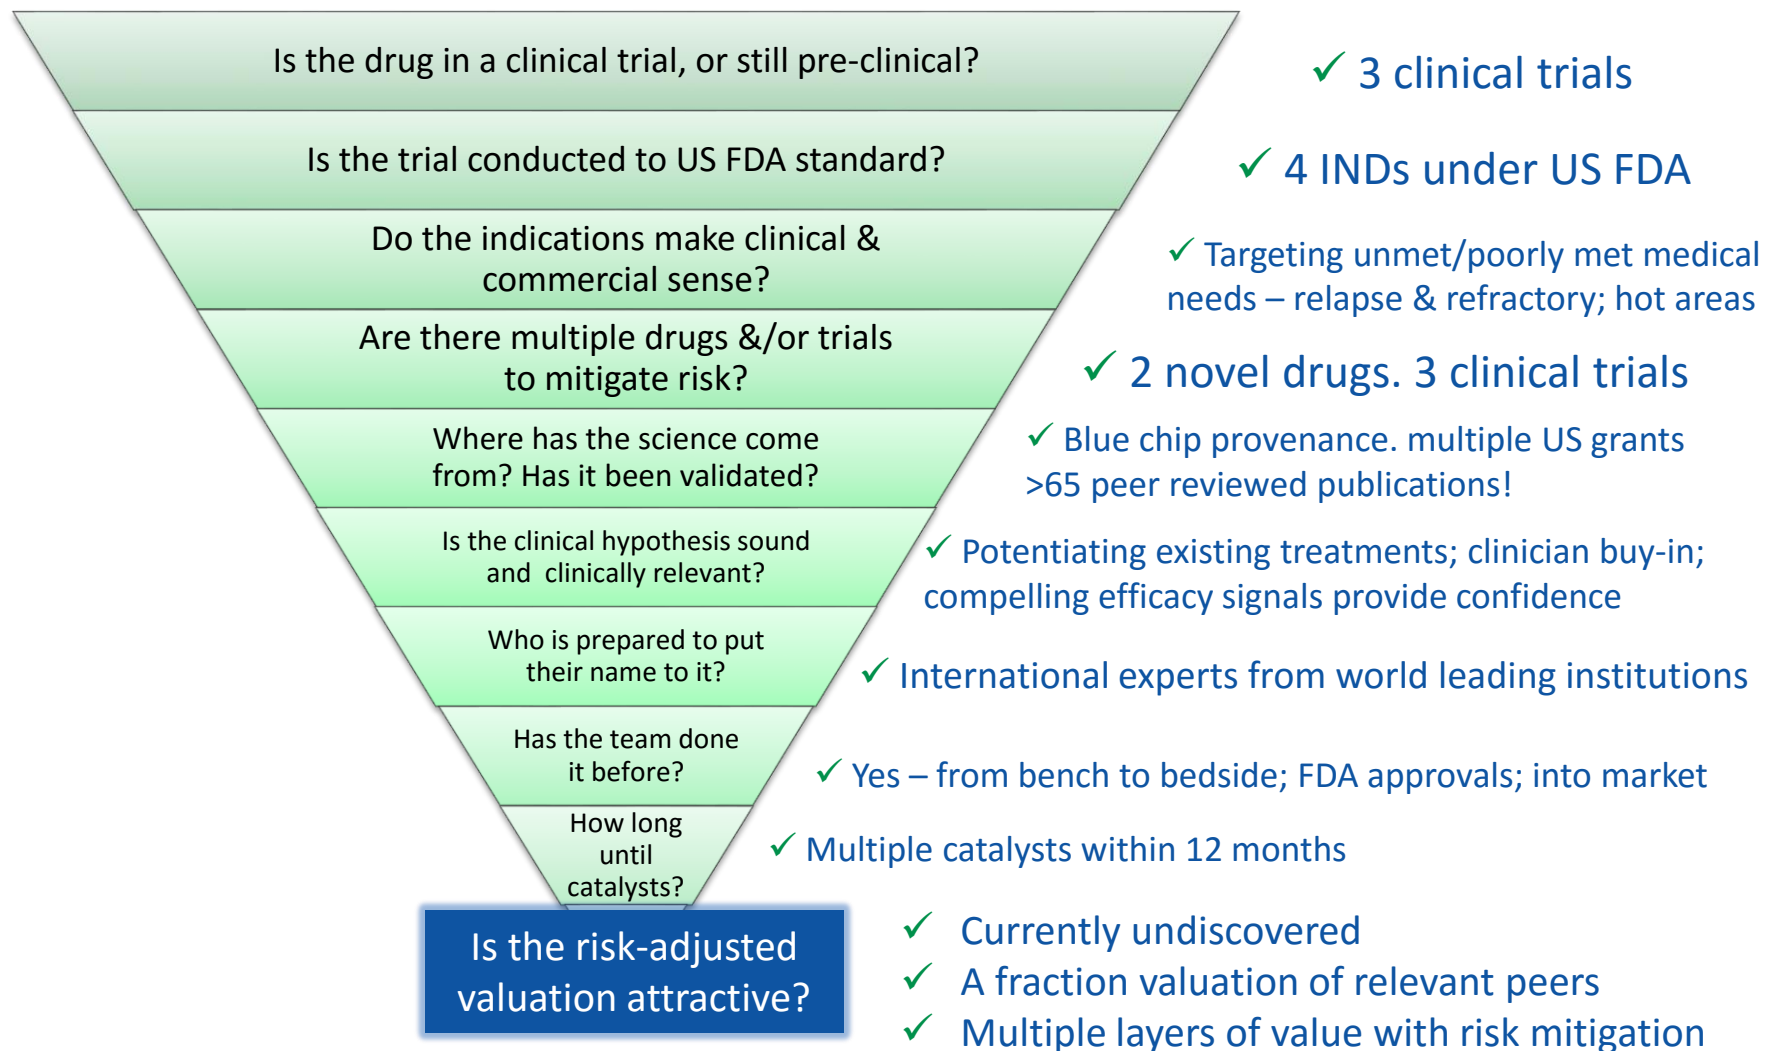 Is the drug in a clinical trial, or still pre-clinical?
✓ 3 clinical trials
Is the trial conducted to US FDA standard?
✓ 4 INDs under US FDA
Do the indications make clinical &
commercial sense?
✓ Targeting unmet/poorly met medical
needs – relapse & refractory; hot areas
Are there multiple drugs &/or trials
to mitigate risk?
✓ 2 novel drugs. 3 clinical trials
Where has the science come
from? Has it been validated?
✓ Blue chip provenance. multiple US grants
>65 peer reviewed publications!
Is the clinical hypothesis sound
and  clinically relevant?
✓ Potentiating existing treatments; clinician buy-in;
compelling efficacy signals provide confidence
Who is prepared to put
their name to it?
✓ International experts from world leading institutions
Has the team done
it before?
✓ Yes – from bench to bedside; FDA approvals; into market
How long
until
catalysts?
✓ Multiple catalysts within 12 months
Is the risk-adjusted
valuation attractive?
✓ Currently undiscovered
✓ A fraction valuation of relevant peers
✓ Multiple layers of value with risk mitigation